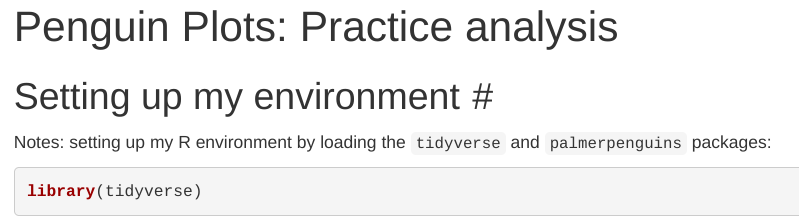 Penguin Plots: Practice analysis
Setting up my environment #
Notes: setting up my R environment by loading the tidyverse and palmerpenguins packages:
library(tidyverse)